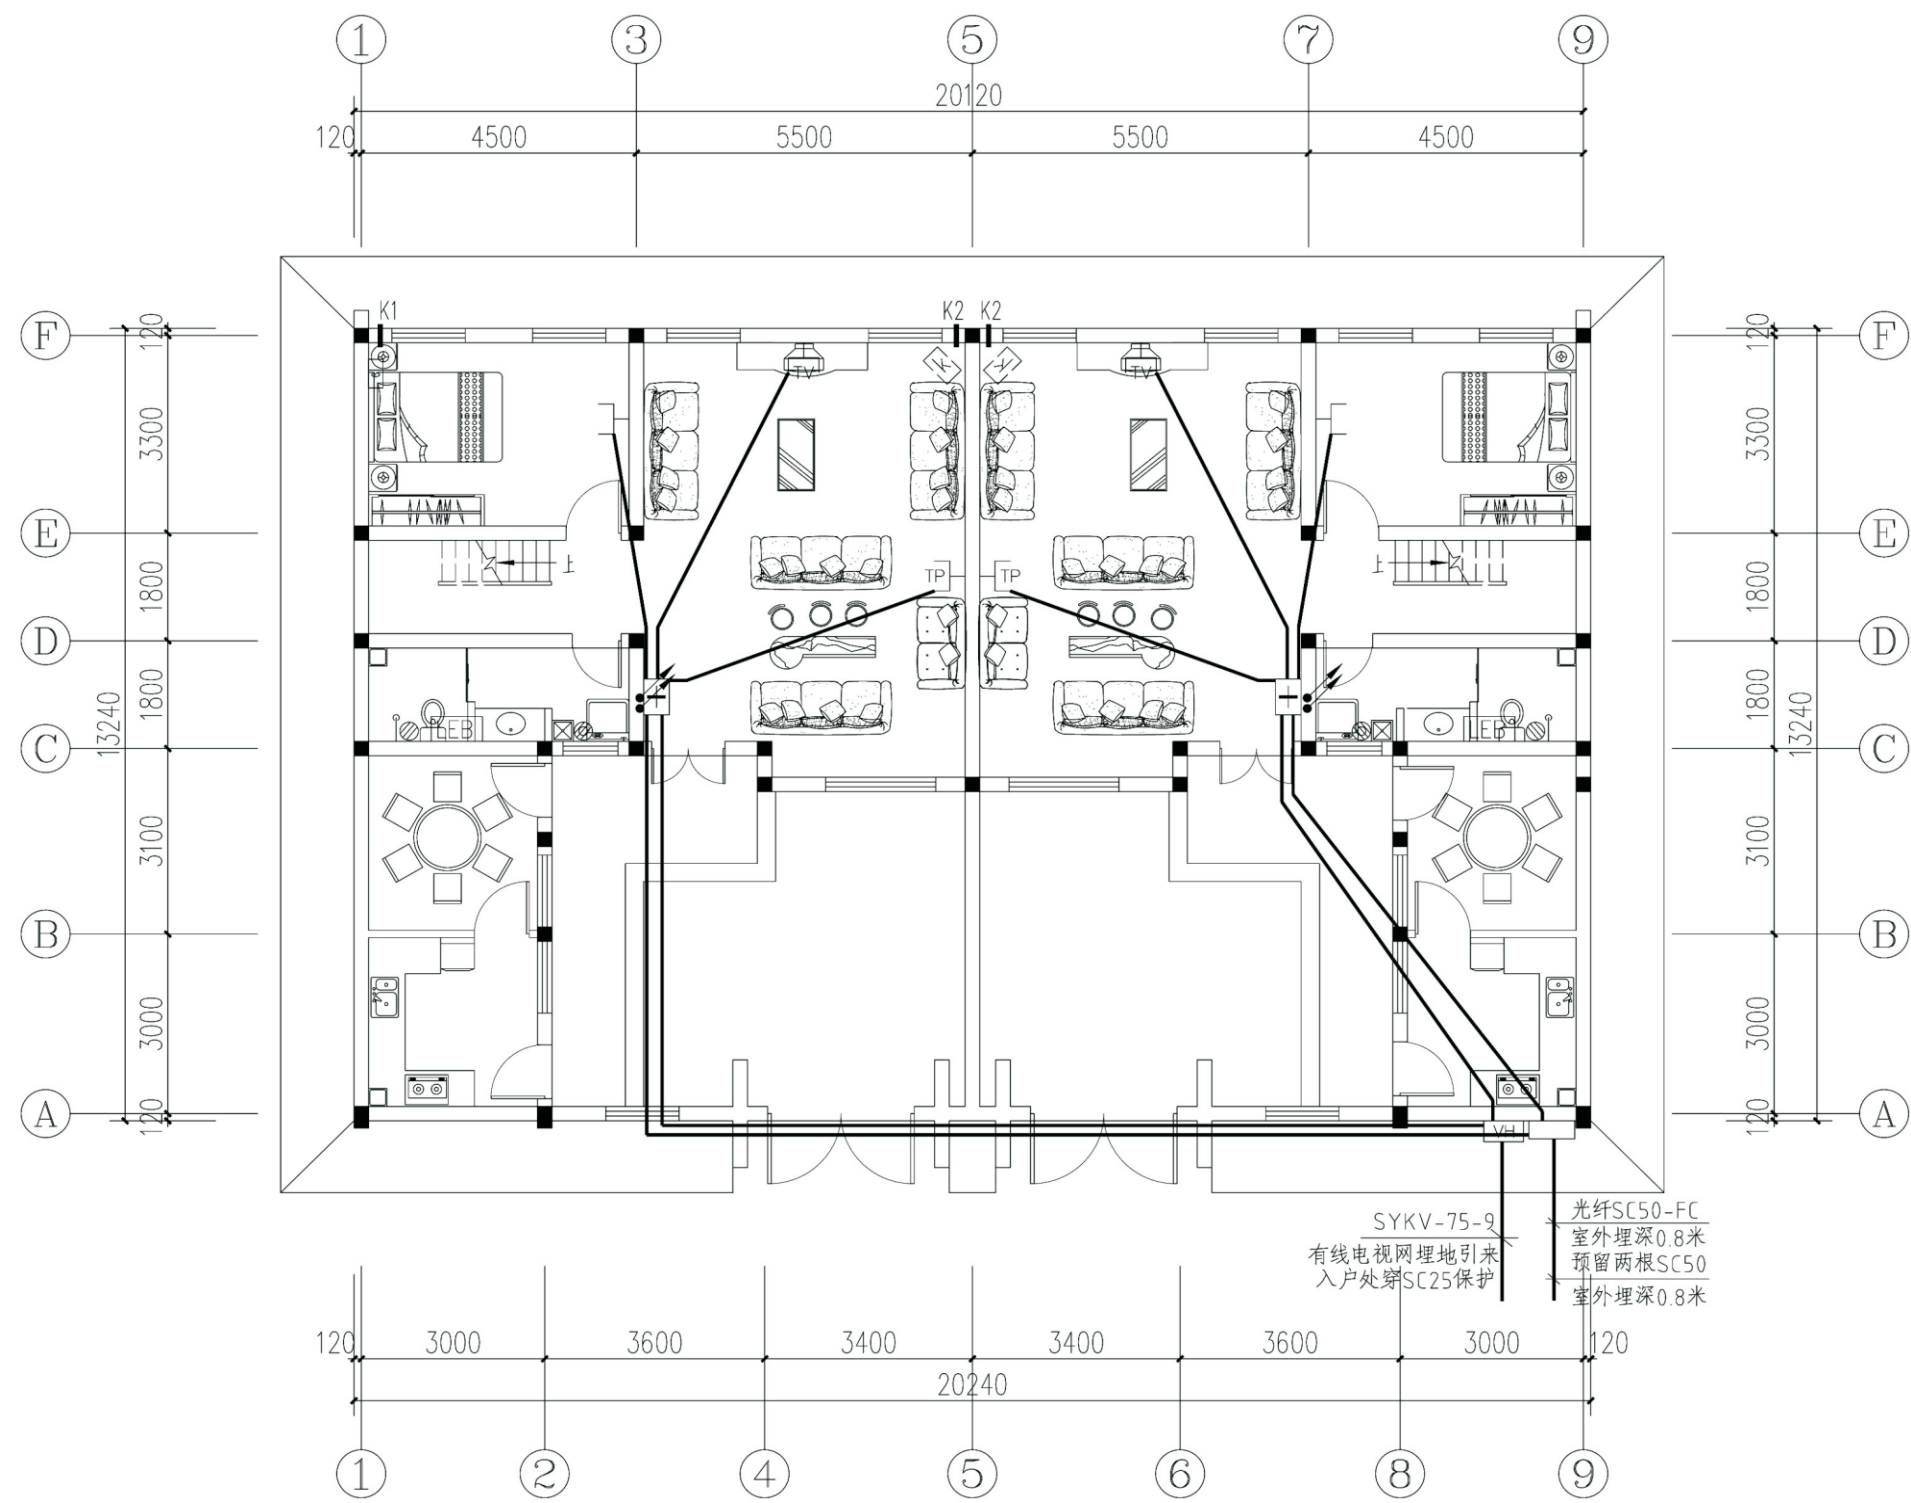 1 3 5 7 9
20120
120 4500 5500 5500 4500
K1 K2 K2
F 120 120 F
TV TV
K K
3300 3300
E E
上 上
1800 TP TP 1800
D D
13240 1800 1800 13240
LEB LEB
C C
3100 3100
B B
3000 3000
A 120 120 A
VH
SYKV-75-9
有线电视网埋地引来
入户处穿SC25保护
光纤SC50-FC
室外埋深0.8米
预留两根SC50
室外埋深0.8米
120 3000 3600 3400 3400 3600 3000 120
20240
1 2 4 5 6 8 9